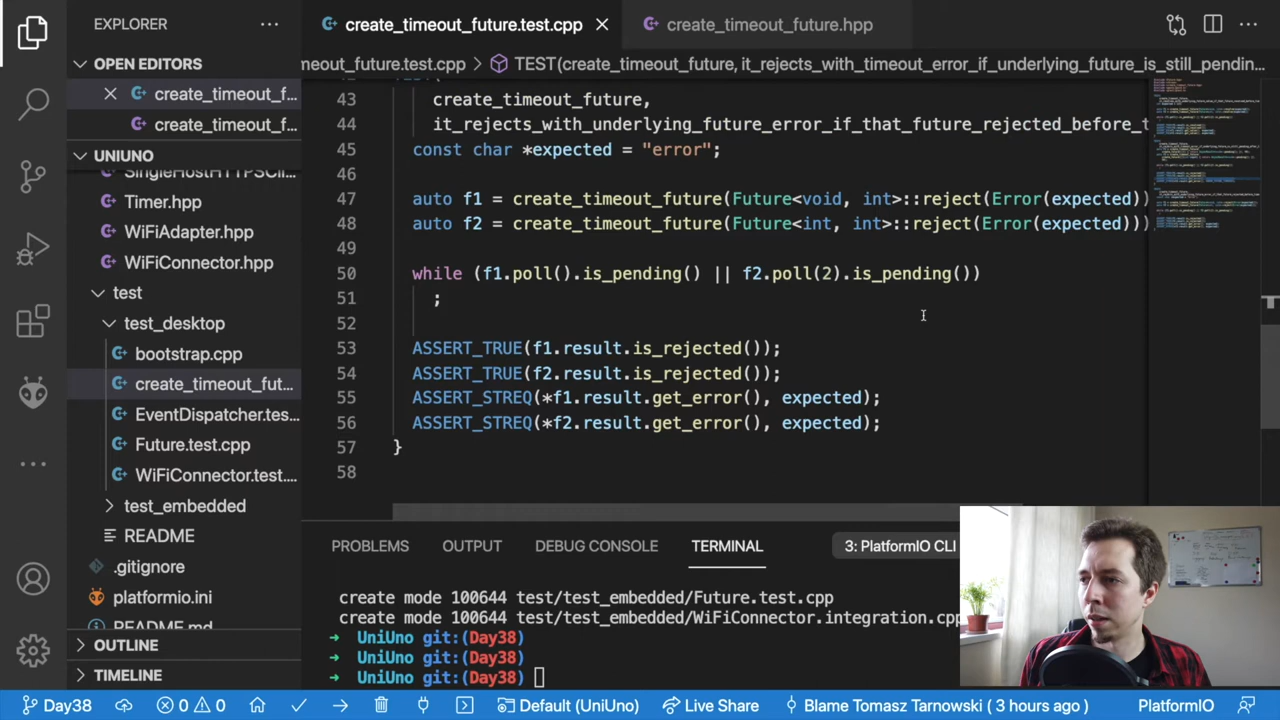 EXPLORER
OPEN EDITORS
create_timeout_f...
create_timeout_f...
UNIUNO
SingleHostHTTPSCli...
Timer.hpp
WiFiAdapter.hpp
WiFiConnector.hpp
test
test_desktop
bootstrap.cpp
create_timeout_fut...
EventDispatcher.tes...
Future.test.cpp
WiFiConnector.test....
test_embedded
README
.gitignore
platformio.ini
README.md
OUTLINE
TIMELINE
create_timeout_future.test.cpp
create_timeout_future.hpp
meout_future.test.cpp > TEST(create_timeout_future, it_rejects_with_timeout_error_if_underlying_future_is_still_pendin...
43 create_timeout_future,
44 it_rejects_with_underlying_future_error_if_that_future_rejected_before_t
45 const char *expected = "error";
46
47 auto f1 = create_timeout_future(Future<void, int>::reject(Error(expected))
48 auto f2 = create_timeout_future(Future<int, int>::reject(Error(expected)))
49
50 while (f1.poll().is_pending() || f2.poll(2).is_pending())
51 ;
52
53 ASSERT_TRUE(f1.result.is_rejected());
54 ASSERT_TRUE(f2.result.is_rejected());
55 ASSERT_STREQ(*f1.result.get_error(), expected);
56 ASSERT_STREQ(*f2.result.get_error(), expected);
57 }
58
PROBLEMS OUTPUT DEBUG CONSOLE TERMINAL 3: PlatformIO CLI
create mode 100644 test/test_embedded/Future.test.cpp
create mode 100644 test/test_embedded/WiFiConnector.integration.cpp
→ UniUno git:(Day38)
→ UniUno git:(Day38)
→ UniUno git:(Day38)
Day38 0 0 Default (UniUno) Live Share Blame Tomasz Tarnowski ( 3 hours ago ) PlatformIO